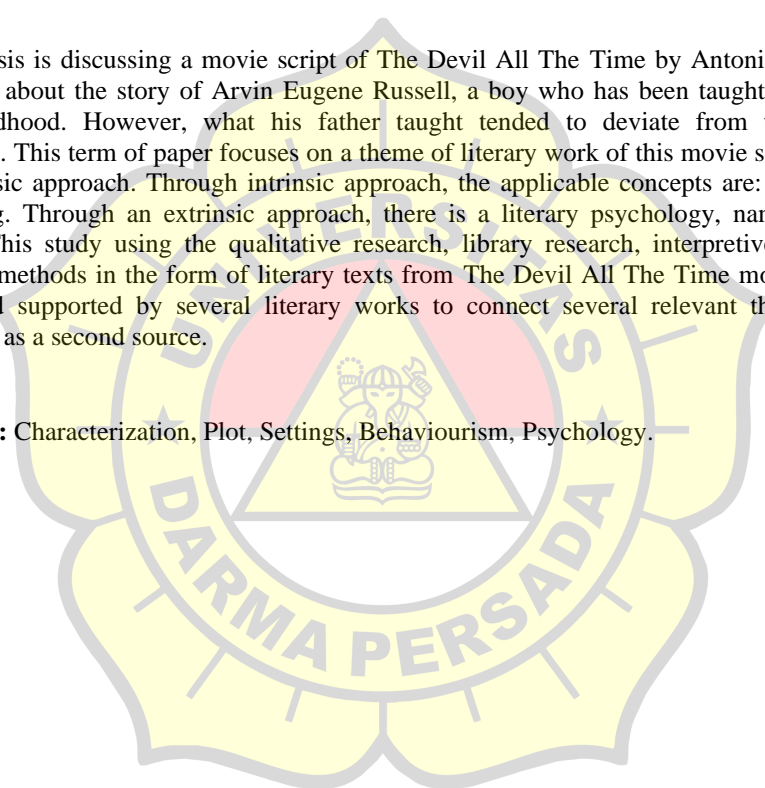 sis is discussing a movie script of The Devil All The Time by Antoni
about the story of Arvin Eugene Russell, a boy who has been taught
dhood. However, what his father taught tended to deviate from
. This term of paper focuses on a theme of literary work of this movie s
sic approach. Through intrinsic approach, the applicable concepts are:
g. Through an extrinsic approach, there is a literary psychology, nar
This study using the qualitative research, library research, interpretive
methods in the form of literary texts from The Devil All The Time mo
supported by several literary works to connect several relevant th
as a second source.
: Characterization, Plot, Settings, Behaviourism, Psychology.
UNIVERSITAS
DARMA PERSADA